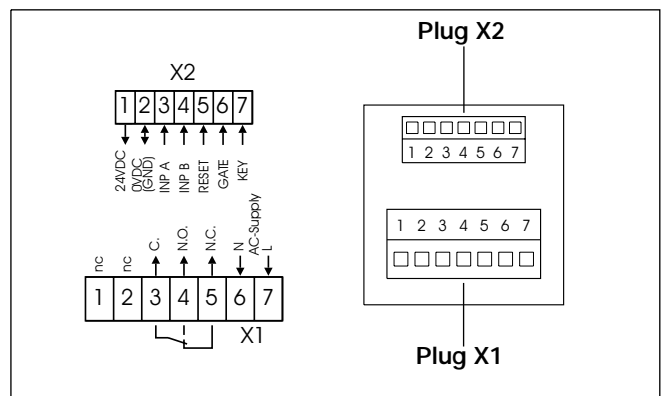 Plug X2
X2
1 2 3 4 5 6 7
24VDC
0VDC
(GND)
INP A
INP B
RESET
GATE
KEY
1 2 3 4 5 6 7
nc
nc
C.
N.O.
N.C.
N
AC-Supply
L
1 2 3 4 5 6 7
X1
1 2 3 4 5 6 7
Plug X1